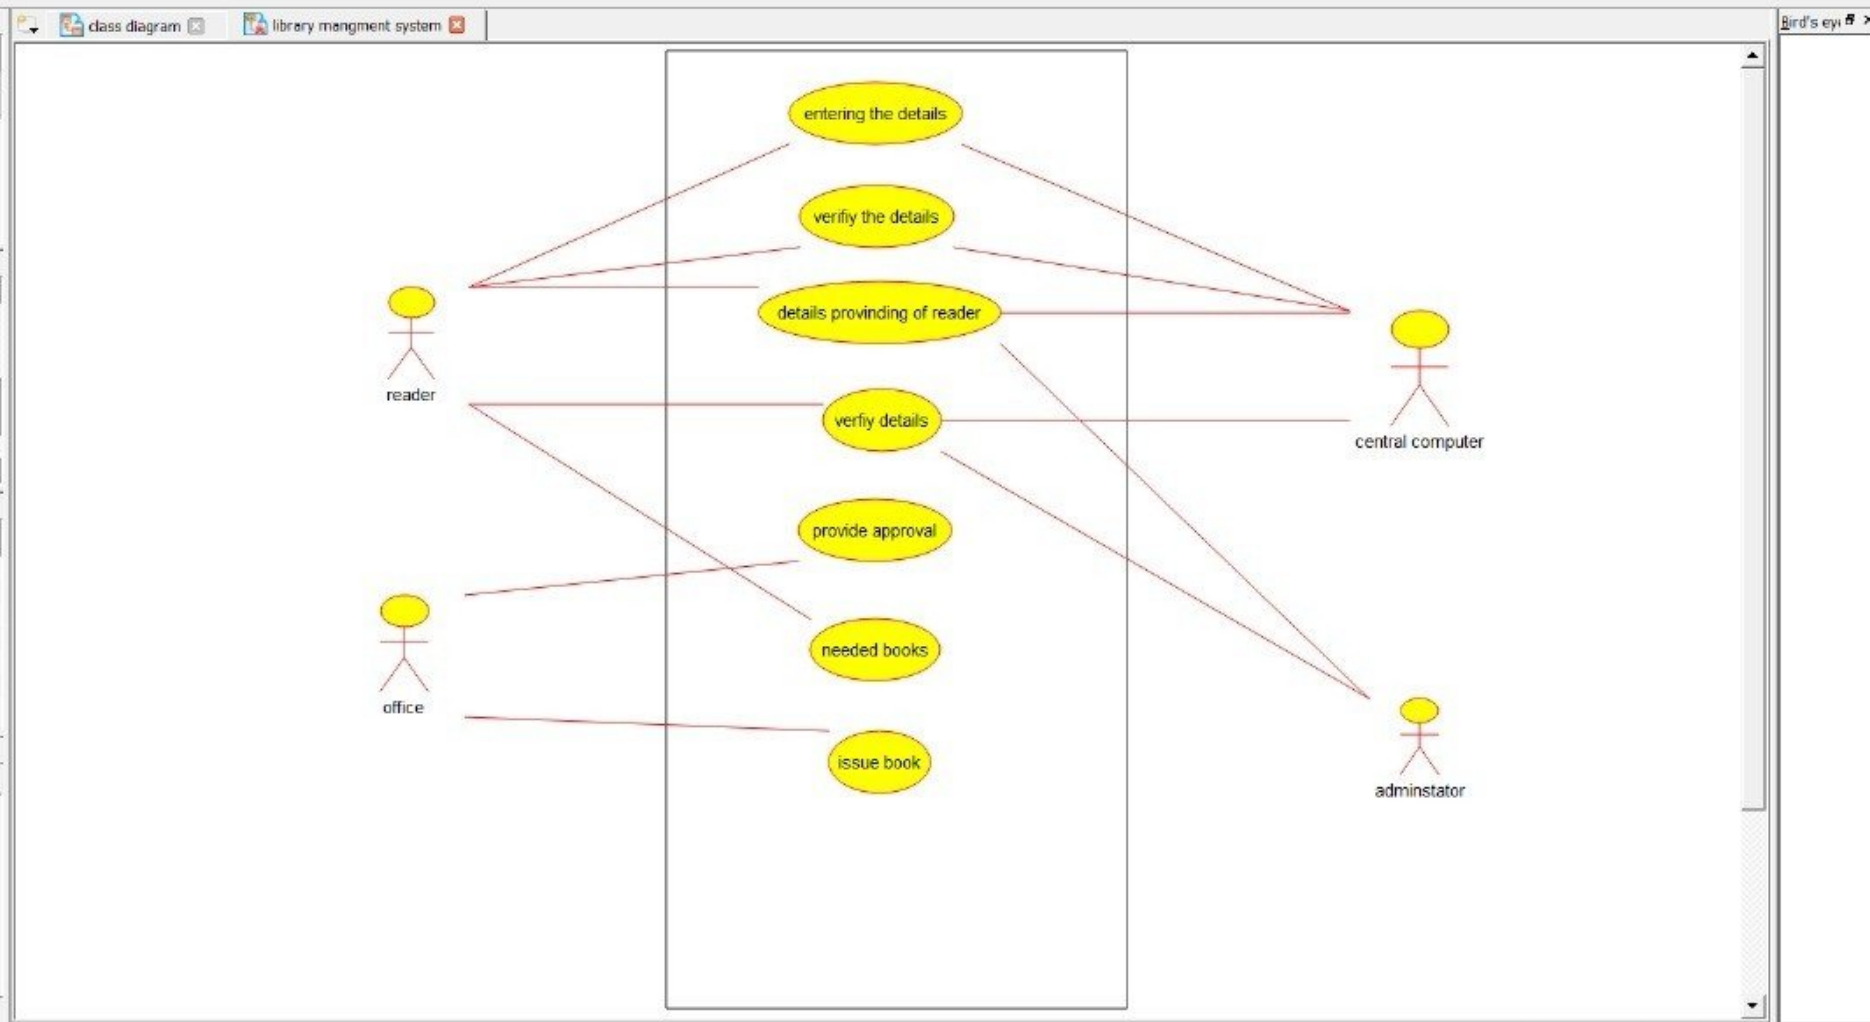 class diagram
library mangment system
Bird's eye
entering the details
verifiy the details
details provinding of reader
reader
verfiy details
central computer
provide approval
needed books
office
issue book
adminstator